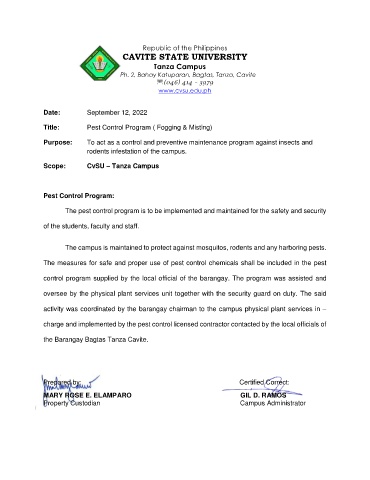 Republic of the Philippines
CAVITE STATE UNIVERSITY
Tanza Campus
Ph. 2, Bahay Katuparan, Bagtas, Tanza, Cavite
☎(046) 414 – 3979
www.cvsu.edu.ph
Date: September 12, 2022
Title: Pest Control Program ( Fogging & Misting)
Purpose: To act as a control and preventive maintenance program against insects and
rodents infestation of the campus.
Scope: CvSU – Tanza Campus
Pest Control Program:
The pest control program is to be implemented and maintained for the safety and security
of the students, faculty and staff.
The campus is maintained to protect against mosquitos, rodents and any harboring pests.
The measures for safe and proper use of pest control chemicals shall be included in the pest
control program supplied by the local official of the barangay. The program was assisted and
oversee by the physical plant services unit together with the security guard on duty. The said
activity was coordinated by the barangay chairman to the campus physical plant services in –
charge and implemented by the pest control licensed contractor contacted by the local officials of
the Barangay Bagtas Tanza Cavite.
Prepared by: Certified Correct:
MARY ROSE E. ELAMPARO GIL D. RAMOS
Property Custodian Campus Administrator